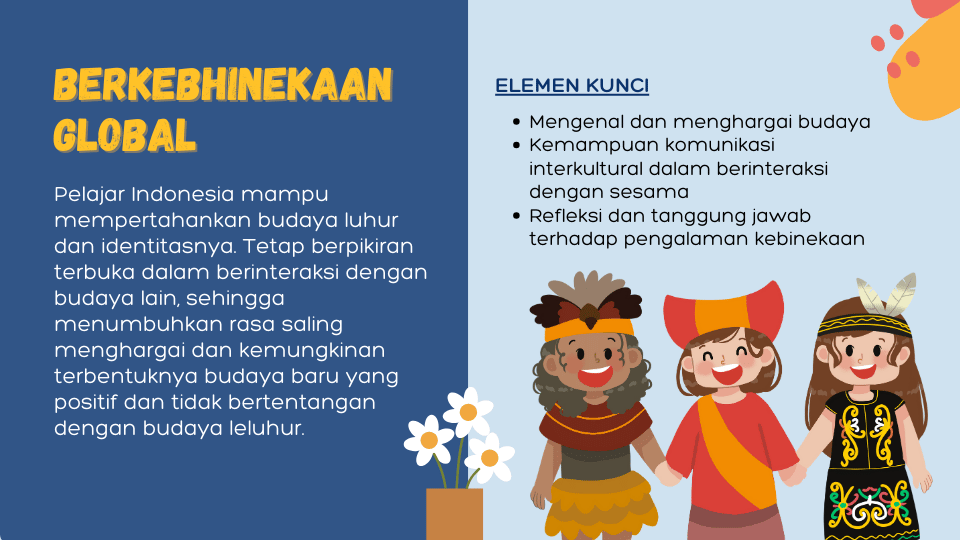 BERKEBHINEKAAN
GLOBAL
Pelajar Indonesia mampu
mempertahankan budaya luhur
dan identitasnya. Tetap berpikiran
terbuka dalam berinteraksi dengan
budaya lain, sehingga
menumbuhkan rasa saling
menghargai dan kemungkinan
terbentuknya budaya baru yang
positif dan tidak bertentangan
dengan budaya leluhur.
ELEMEN KUNCI
• Mengenal dan menghargai budaya
• Kemampuan komunikasi
interkultural dalam berinteraksi
dengan sesama
• Refleksi dan tanggung jawab
terhadap pengalaman kebinekaan